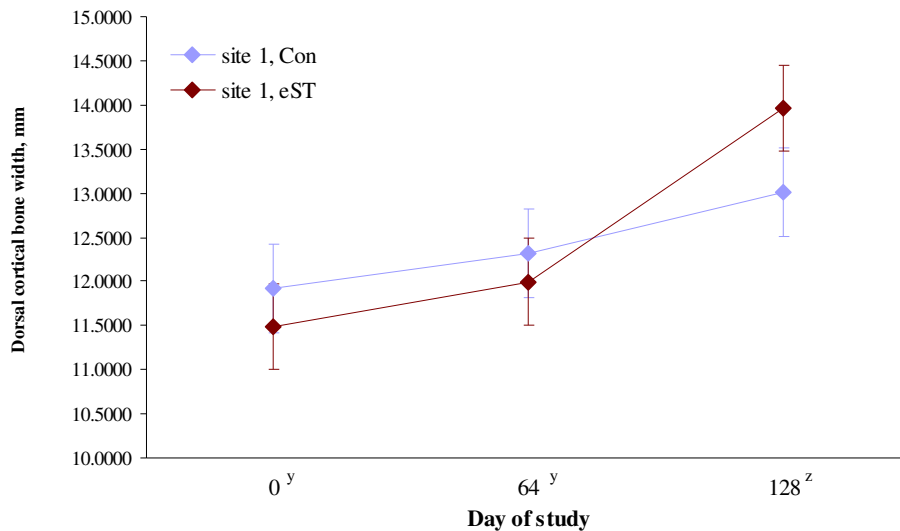 15.0000
14.5000
14.0000
13.5000
13.0000
12.5000
12.0000
11.5000
11.0000
10.5000
10.0000
Dorsal cortical bone width, mm
site 1, Con
site 1, eST
0 y 64 y 128 z
Day of study